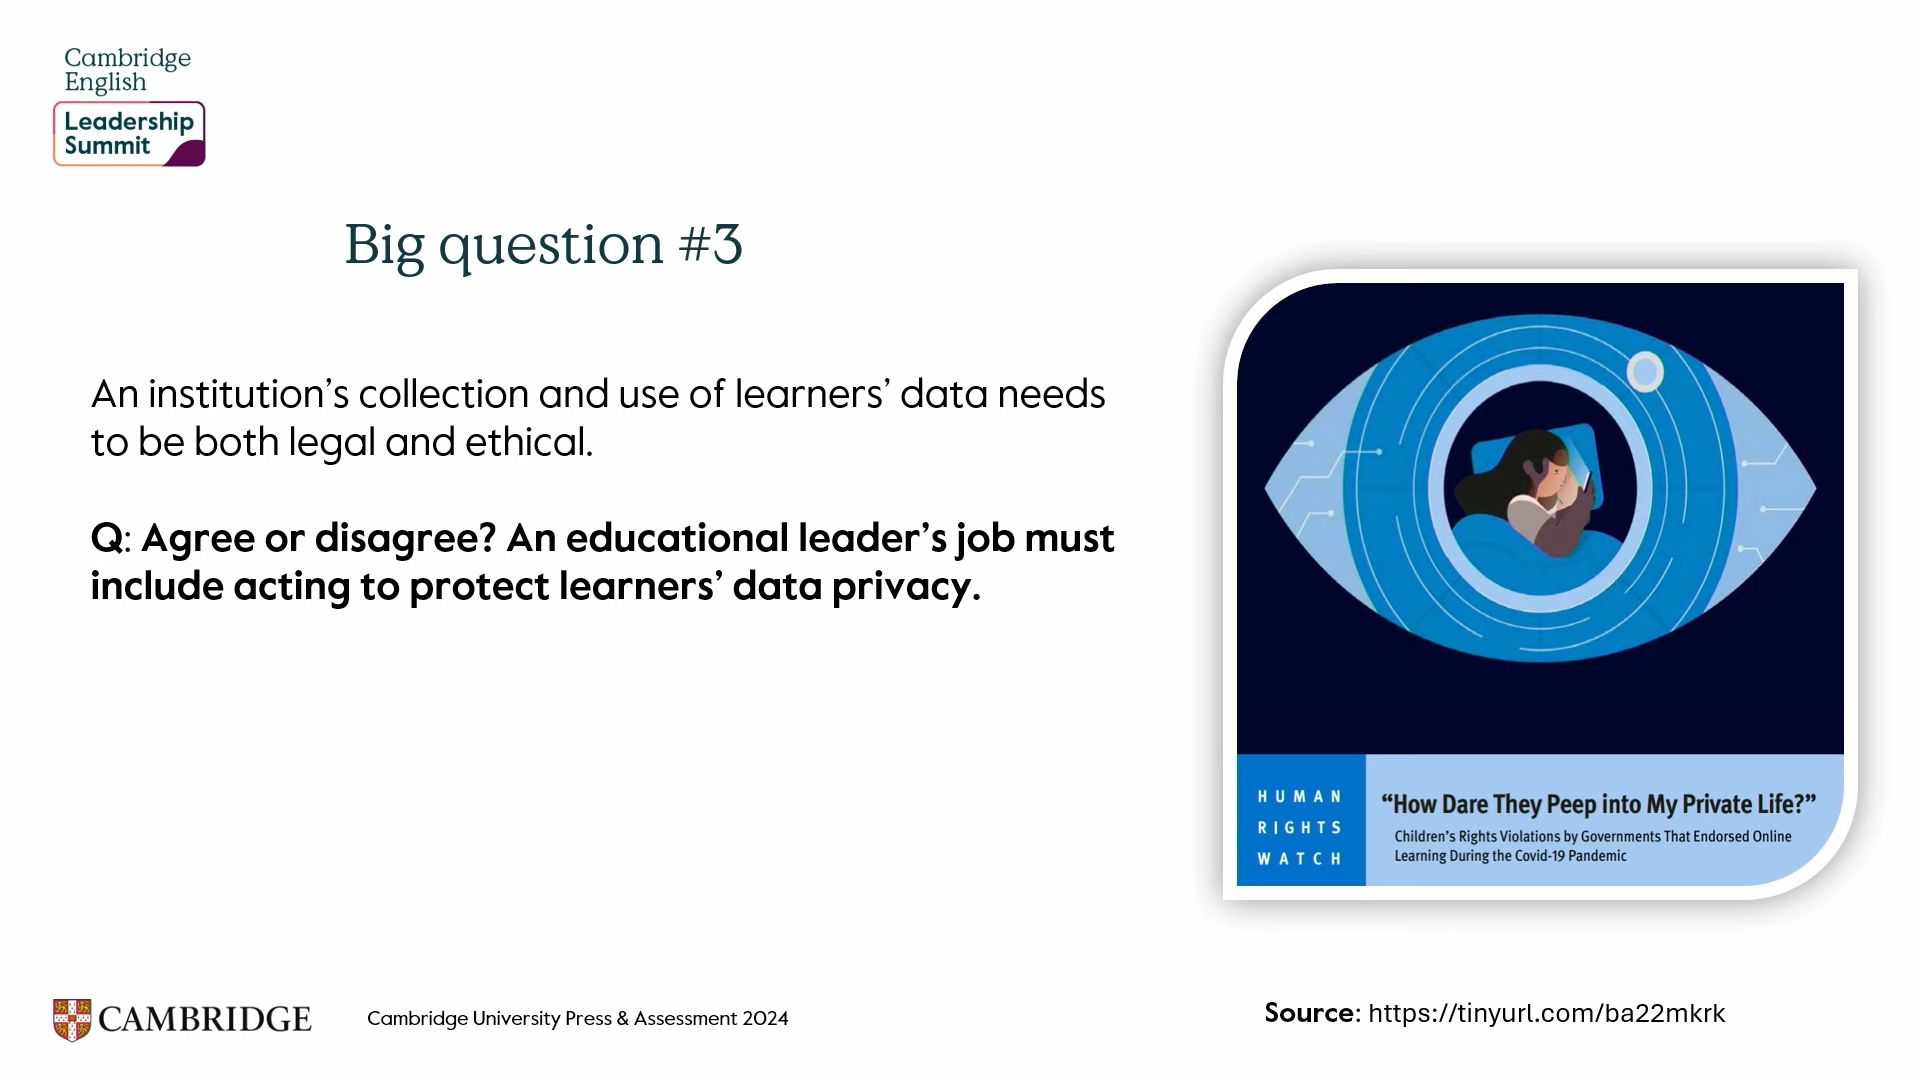 Cambridge
English
Leadership
Summit
Big question #3
An institution’s collection and use of learners’ data needs
to be both legal and ethical.
Q: Agree or disagree? An educational leader’s job must
include acting to protect learners’ data privacy.
HUMAN
RIGHTS
WATCH
“How Dare They Peep into My Private Life?”
Children’s Rights Violations by Governments That Endorsed Online
Learning During the Covid-19 Pandemic
CAMBRIDGE
Cambridge University Press & Assessment 2024
Source: https://tinyurl.com/ba22mkrk